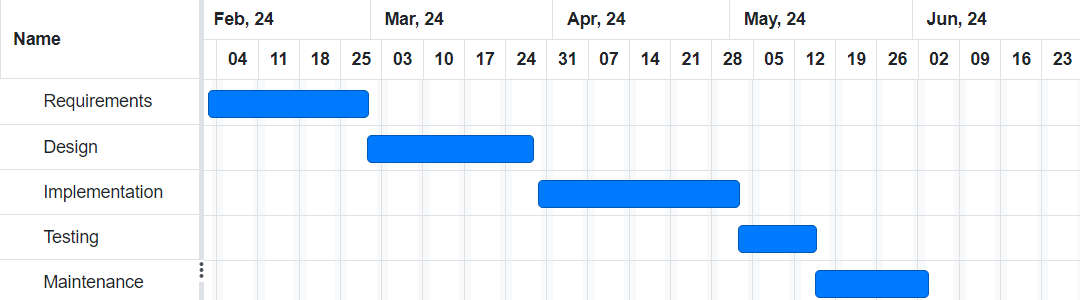 Name
Feb, 24 Mar, 24 Apr, 24 May, 24 Jun, 24
04 11 18 25 03 10 17 24 31 07 14 21 28 05 12 19 26 02 09 16 23
Requirements
Design
Implementation
Testing
Maintenance